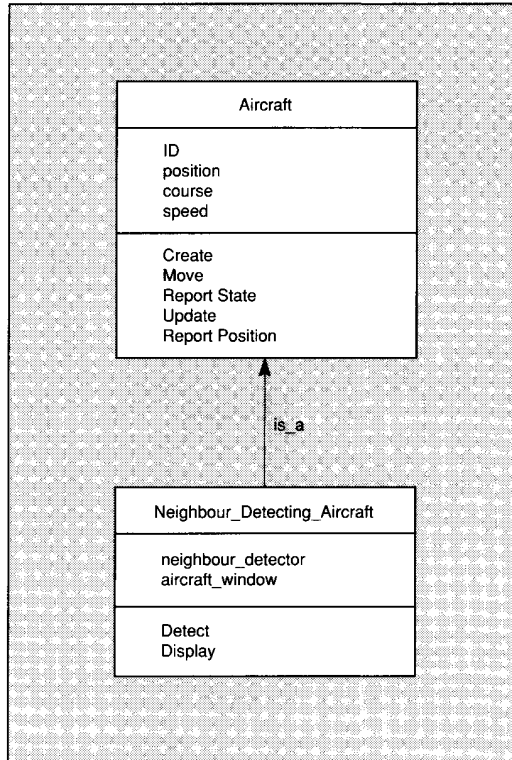 Aircraft
ID
position
course
speed
Create
Move
Report State
Update
Report Position
is_a
Neighbour_Detecting_Aircraft
neighbour_detector
aircraft_window
Detect
Display